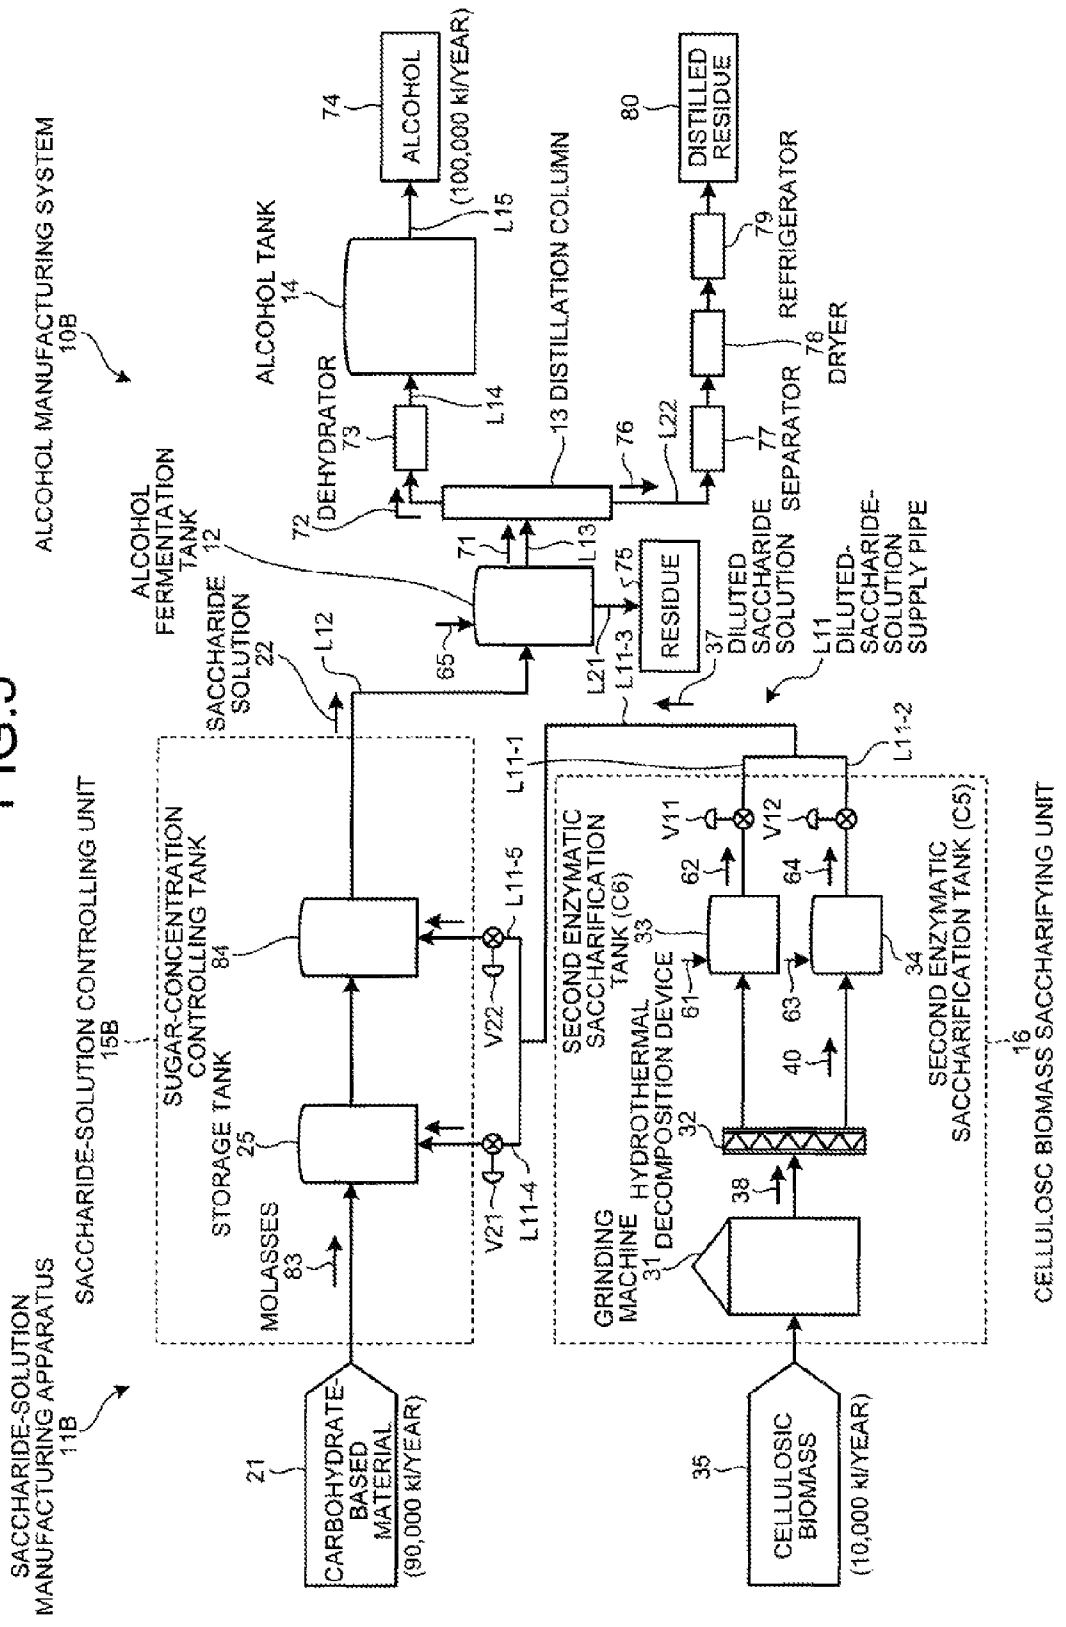 FIG.5
ALCOHOL MANUFACTURING SYSTEM
10B
SACCHARIDE-SOLUTION
MANUFACTURING APPARATUS
11B
SACCHARIDE-SOLUTION CONTROLLING UNIT
15B
21
CARBOHYDRATE-
BASED
MATERIAL
(90,000 kl/YEAR)
MOLASSES
83
STORAGE TANK
25
SUGAR-CONCENTRATION
CONTROLLING TANK
84
SACCHARIDE
SOLUTION
22
L12
ALCOHOL
FERMENTATION
TANK
12
65
71
L13
72
DEHYDRATOR
73
L14
ALCOHOL TANK
14
L15
74
ALCOHOL
(100,000 kl/YEAR)
13 DISTILLATION COLUMN
76
L22
77
SEPARATOR
78
DRYER
79
REFRIGERATOR
80
DISTILLED
RESIDUE
L21
75
RESIDUE
V21
L11-4
V22
L11-5
L11-3
37
DILUTED
SACCHARIDE
SOLUTION
L11
DILUTED-
SACCHARIDE-
SOLUTION
SUPPLY PIPE
L11-1
L11-2
35
CELLULOSIC
BIOMASS
(10,000 kl/YEAR)
GRINDING
MACHINE
31
38
HYDROTHERMAL
DECOMPOSITION DEVICE
32
40
SECOND ENZYMATIC
SACCHARIFICATION
TANK (C6)
33
61
62
V11
63
64
V12
34
SECOND ENZYMATIC
SACCHARIFICATION TANK (C5)
16
CELLULOSC BIOMASS SACCHARIFYING UNIT